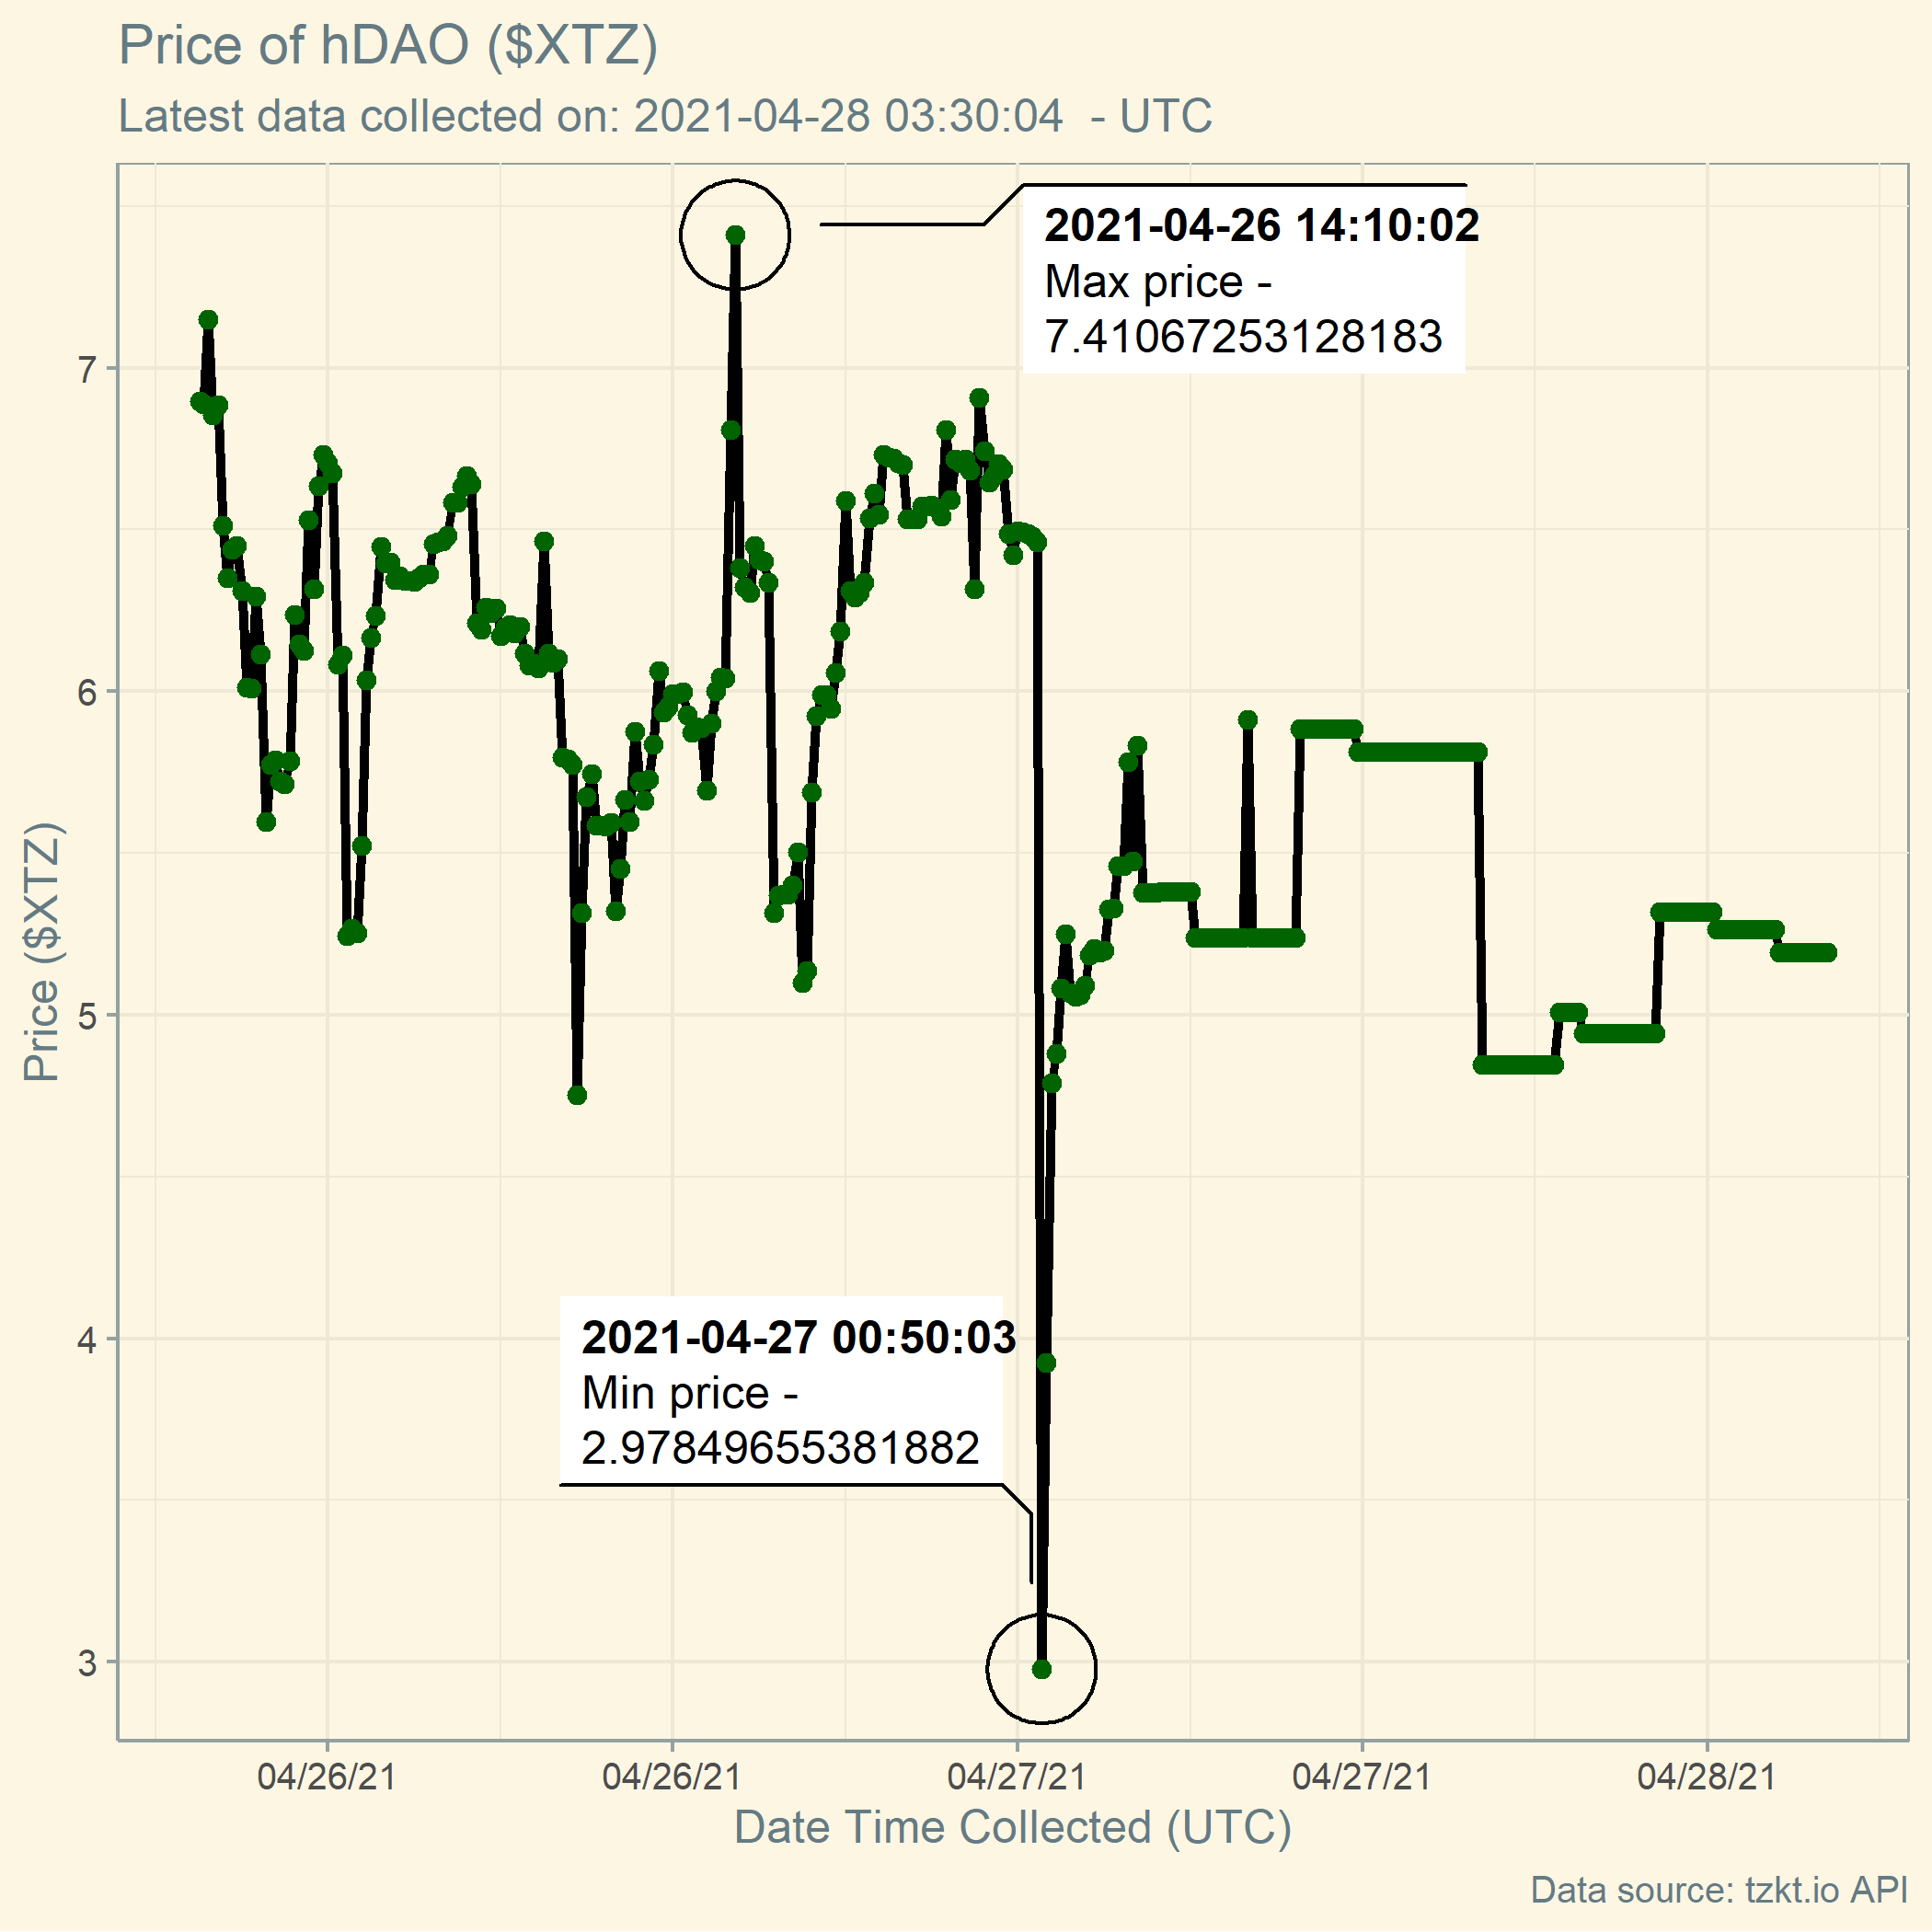 Price of hDAO ($XTZ)
Latest data collected on: 2021-04-28 03:30:04  - UTC
2021-04-26 14:10:02
Max price -
7.41067253128183
7
6
5
4
3
Price ($XTZ)
2021-04-27 00:50:03
Min price -
2.97849655381882
04/26/21
04/26/21
04/27/21
04/27/21
04/28/21
Date Time Collected (UTC)
Data source: tzkt.io API